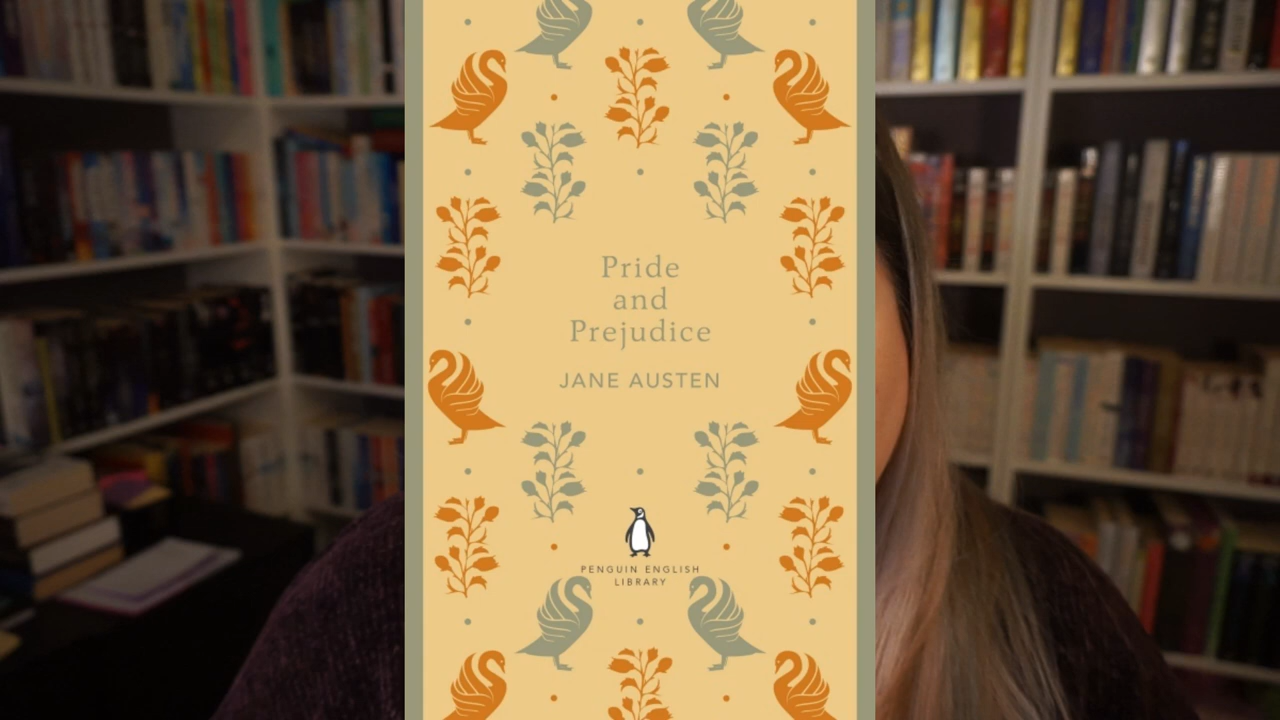 Pride
and
Prejudice
JANE AUSTEN
PENGUIN ENGLISH
LIBRARY